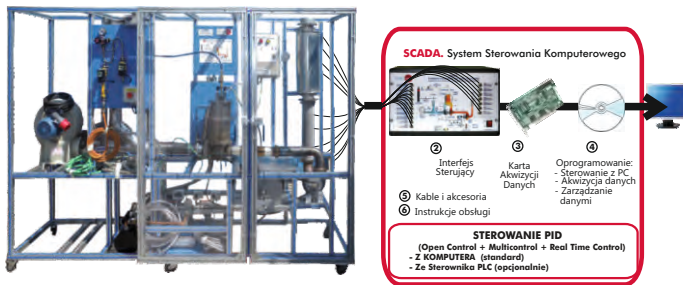 SCADA. System Sterowania Komputerowego
②
Interfejs
Sterujący
③
Karta
Akwizycji
Danych
④
Oprogramowanie:
- Sterowanie z PC
- Akwizycja danych
- Zarządzanie
danymi
⑤ Kable i akcesoria
⑥ Instrukcje obsługi
STEROWANIE PID
(Open Control + Multicontrol + Real Time Control)
- Z KOMPUTERA (standard)
- Ze Sterownika PLC (opcjonalnie)